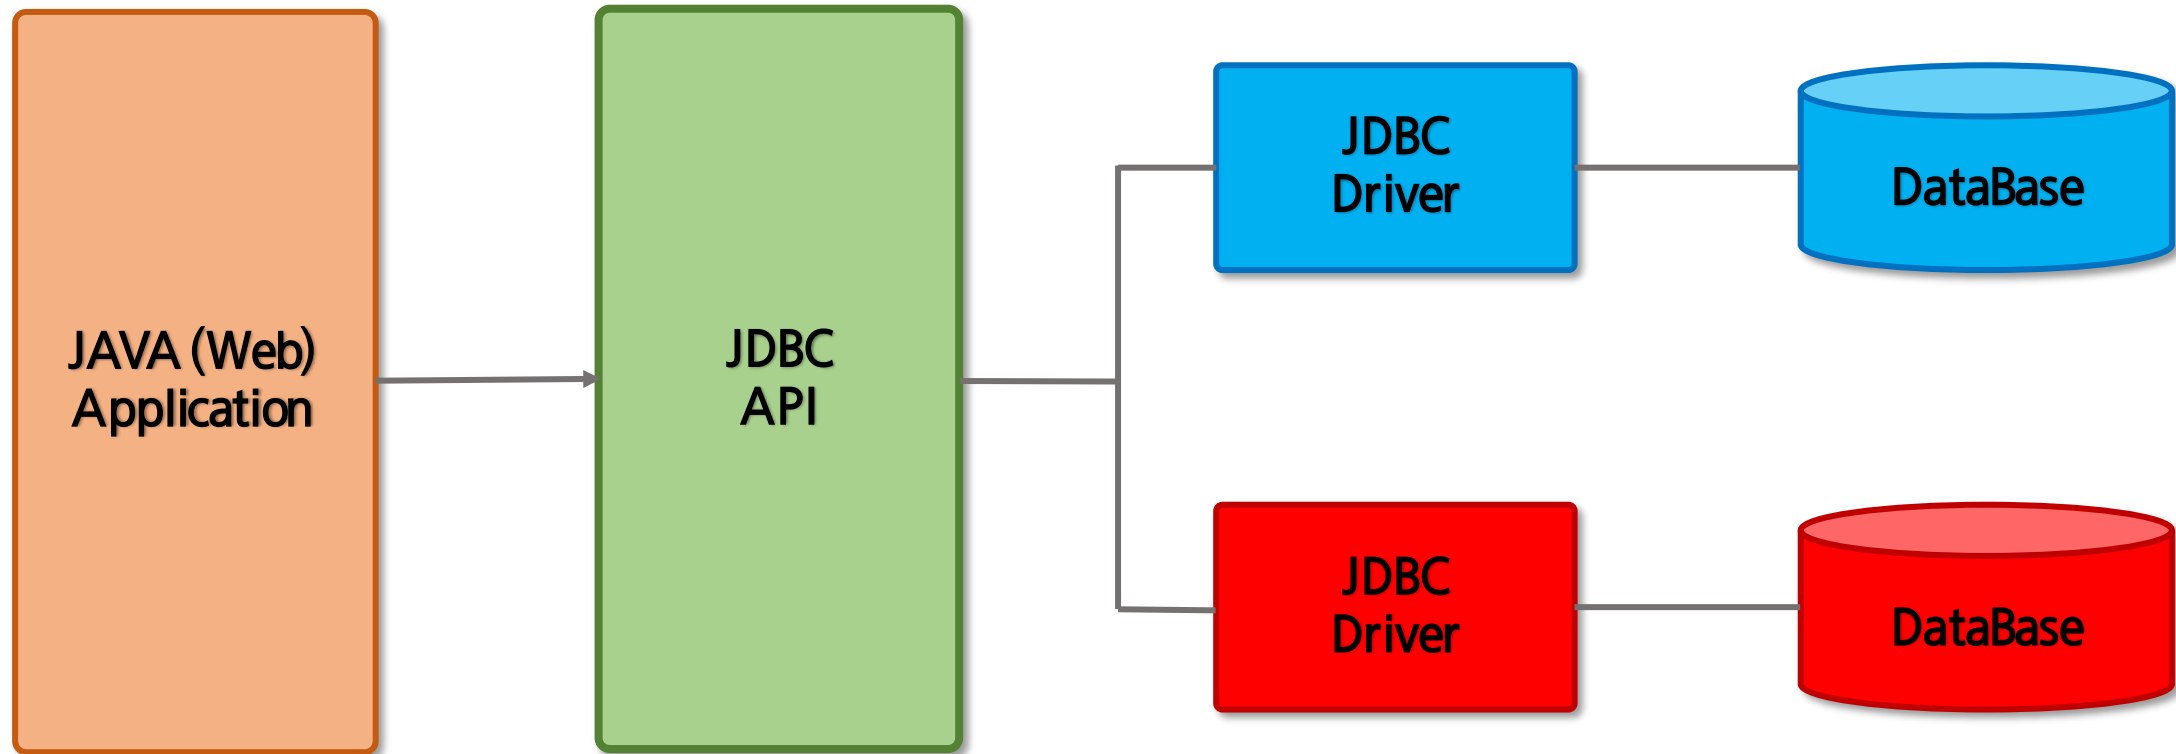 JAVA (Web)
Application
JDBC
API
JDBC
Driver
DataBase
JDBC
Driver
DataBase